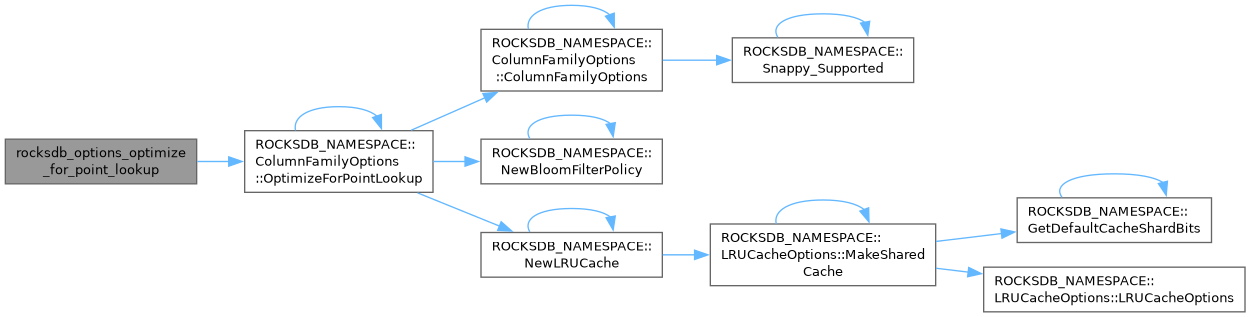 rocksdb_options_optimize
_for_point_lookup
ROCKSDB_NAMESPACE::
ColumnFamilyOptions
::OptimizeForPointLookup
ROCKSDB_NAMESPACE::
ColumnFamilyOptions
::ColumnFamilyOptions
ROCKSDB_NAMESPACE::
Snappy_Supported
ROCKSDB_NAMESPACE::
NewBloomFilterPolicy
ROCKSDB_NAMESPACE::
NewLRUCache
ROCKSDB_NAMESPACE::
LRUCacheOptions::MakeShared
Cache
ROCKSDB_NAMESPACE::
GetDefaultCacheShardBits
ROCKSDB_NAMESPACE::
LRUCacheOptions::LRUCacheOptions